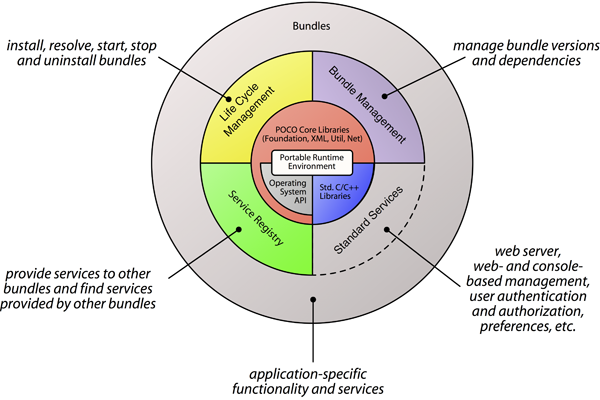 Bundles
install, resolve, start, stop
and uninstall bundles
manage bundle versions
and dependencies
Life Cycle
Management
Bundle Management
POCO Core Libraries
(Foundation, XML, Util, Net)
Portable Runtime
Environment
Operating
System
API
Std. C/C++
Libraries
Service Registry
Standard Services
provide services to other
bundles and find services
provided by other bundles
web server,
web- and console-
based management,
user authentication
and authorization,
preferences, etc.
application-specific
functionality and services